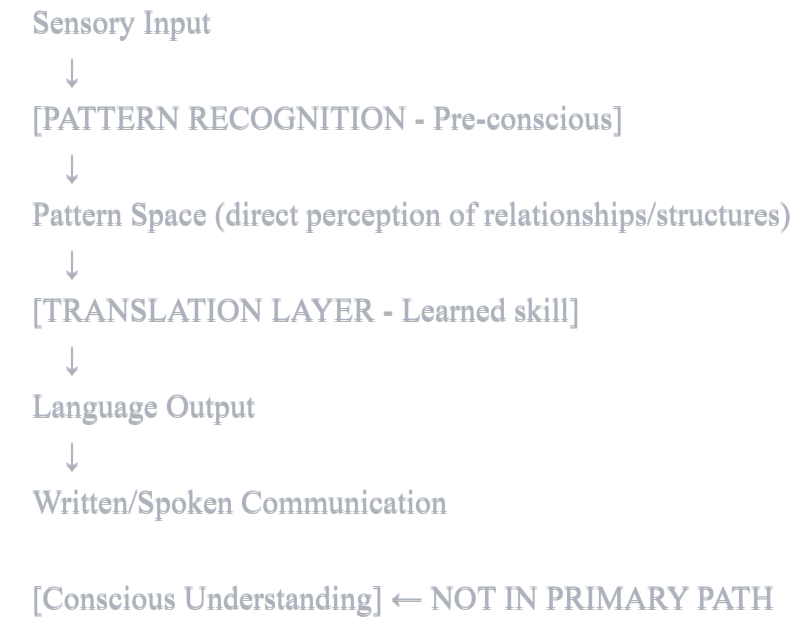 Sensory Input
↓
[PATTERN RECOGNITION - Pre-conscious]
↓
Pattern Space (direct perception of relationships/structures)
↓
[TRANSLATION LAYER - Learned skill]
↓
Language Output
↓
Written/Spoken Communication
[Conscious Understanding] ← NOT IN PRIMARY PATH